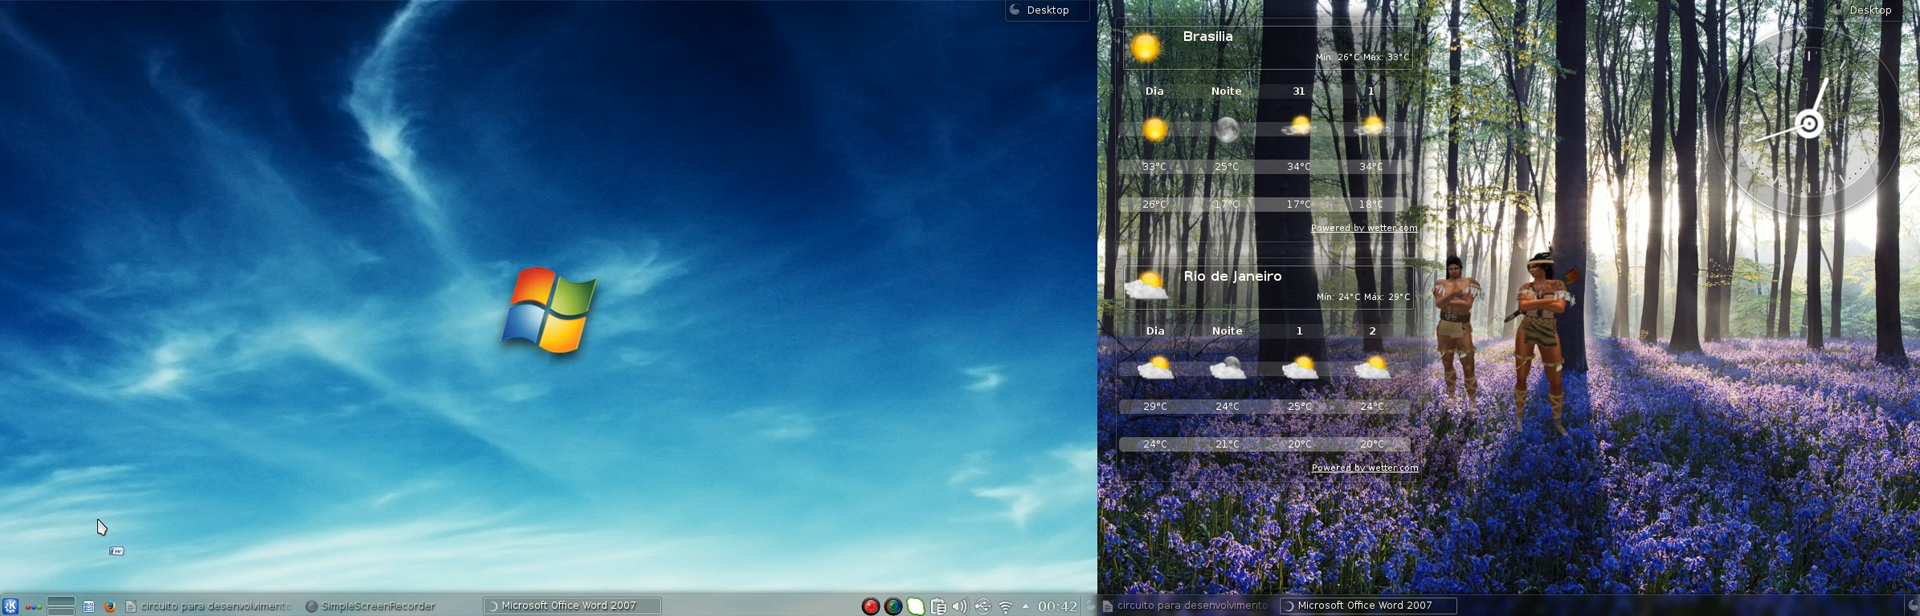 Desktop
circuito para desenvolvimento
SimpleScreenRecorder
Microsoft Office Word 2007
00:42
Desktop
Brasilia
Mín: 26°C Máx: 33°C
Dia Noite 31 1
33°C 25°C 34°C 34°C
26°C 17°C 17°C 18°C
Powered by wetter.com
Rio de Janeiro
Mín: 24°C Máx: 29°C
Dia Noite 1 2
29°C 24°C 25°C 24°C
24°C 21°C 20°C 20°C
Powered by wetter.com
circuito para desenvolvimento
Microsoft Office Word 2007